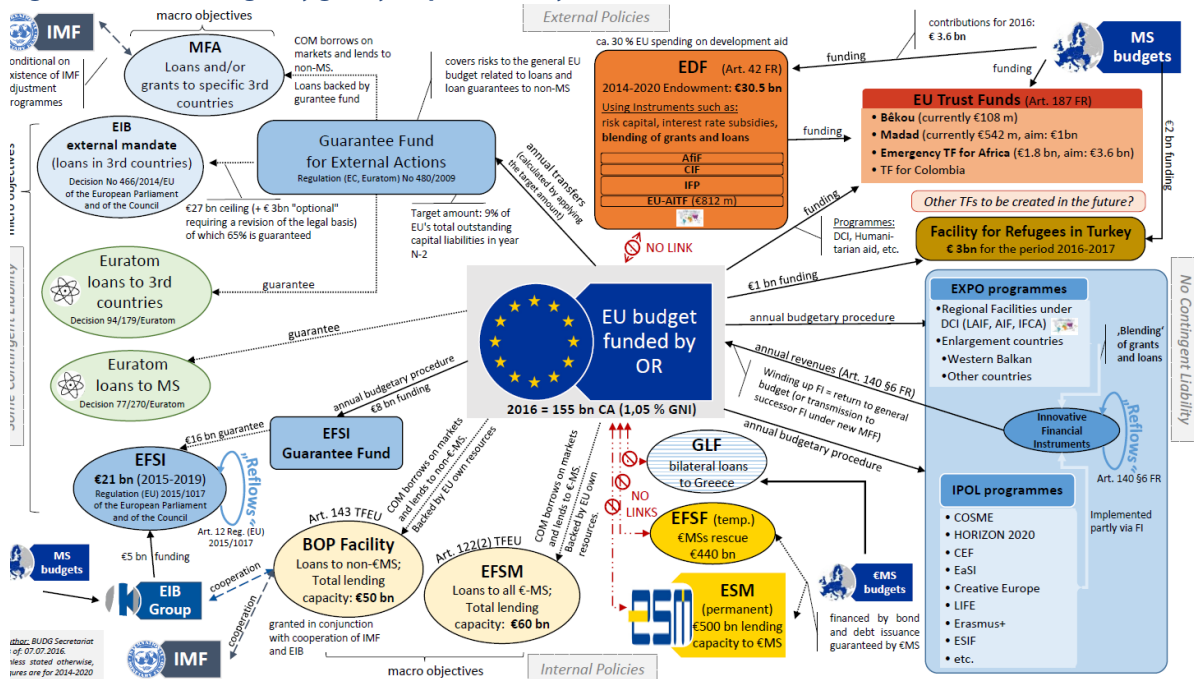 macro objectives
External Policies
IMF
MFA
Loans and/or
grants to specific 3rd
countries
COM borrows on
markets and lends to
non-MS.
Loans backed by
gurantee fund
covers risks to the general EU
budget related to loans and
loan guarantees to non-MS
ca. 30 % EU spending on development aid
EDF (Art. 42 FR)
2014-2020 Endowment: €30.5 bn
Using Instruments such as:
risk capital, interest rate subsidies,
blending of grants and loans
AfiF
CIF
IFP
EU-AITF (€812 m)
funding
contributions for 2016:
€ 3.6 bn
MS
budgets
funding
funding
€2 bn funding
EU Trust Funds (Art. 187 FR)
• Bêkou (currently €108 m)
• Madad (currently €542 m, aim: €1bn
• Emergency TF for Africa (€1.8 bn, aim: €3.6 bn)
• TF for Colombia
Other TFs to be created in the future?
Facility for Refugees in Turkey
€ 3bn for the period 2016-2017
EIB
external mandate
(loans in 3rd countries)
Decision No 466/2014/EU
of the European Parliament
and of the Council
Guarantee Fund
for External Actions
Regulation (EC, Euratom) No 480/2009
annual transfers
(calculated by applying
the target amount)
€27 bn ceiling (+ € 3bn "optional"
requiring a revision of the legal basis)
of which 65% is guaranteed
Target amount: 9% of
EU's total outstanding
capital liabilities in year
N-2
NO LINK
funding
Programmes:
DCI, Humani-
tarian aid, etc.
€1 bn funding
Euratom
loans to 3rd
countries
Decision 94/179/Euratom
guarantee
guarantee
Euratom
loans to MS
Decision 77/270/Euratom
EU budget
funded by
OR
2016 = 155 bn CA (1,05 % GNI)
annual budgetary procedure
annual revenues (Art. 140 §6 FR)
Winding up FI = return to general
budget (or transmission to
successor FI under new MFF)
annual budgetary procedure
EXPO programmes
•Regional Facilities under
DCI (LAIF, AIF, IFCA)
•Enlargement countries
•Western Balkan
•Other countries
‚Blending'
of grants
and loans
No Contingent Liability
Innovative
Financial
Instruments
„Reflows"
Art. 140 §6 FR
Implemented
partly via FI
IPOL programmes
• COSME
• HORIZON 2020
• CEF
• EaSI
• Creative Europe
• LIFE
• Erasmus+
• ESIF
• etc.
annual budgetary procedure
€8 bn funding
€16 bn guarantee
EFSI
Guarantee Fund
EFSI
€21 bn (2015-2019)
Regulation (EU) 2015/1017
of the European Parliament
and of the Council
„Reflows"
Art. 12 Reg. (EU)
2015/1017
€5 bn funding
MS
budgets
EIB
Group
cooperation
cooperation
IMF
COM borrows on markets
and lends to non-€-MS.
Backed by EU own resources
Art. 143 TFEU
BOP Facility
Loans to non-€MS;
Total lending
capacity: €50 bn
granted in conjunction
with cooperation of IMF
and EIB
COM borrows on markets
and lends to €-MS.
Backed by EU own
resources.
Art. 122(2) TFEU
EFSM
Loans to all €-MS;
Total lending
capacity: €60 bn
NO
LINKS
GLF
bilateral loans
to Greece
EFSF (temp.)
€MSs rescue
€440 bn
ESM
(permanent)
€500 bn lending
capacity to €MS
€MS
budgets
financed by bond
and debt issuance
guaranteed by €MS
macro objectives
Internal Policies
of: 07.07.2016.